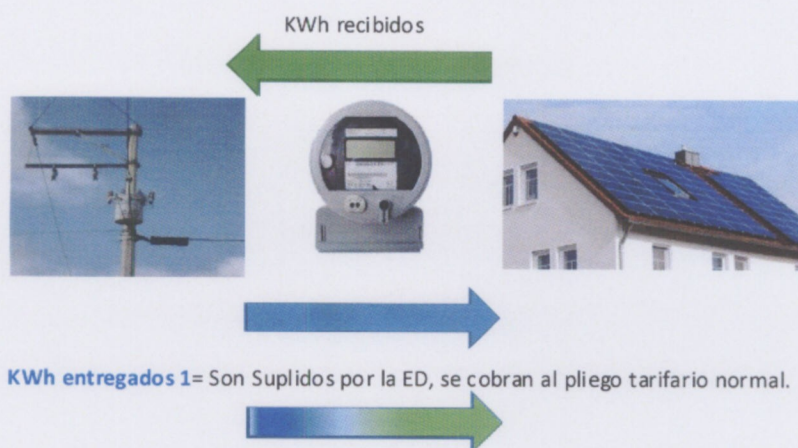 KWh recibidos
KWh entregados 1= Son Suplidos por la ED, se cobran al pliego tarifario normal.